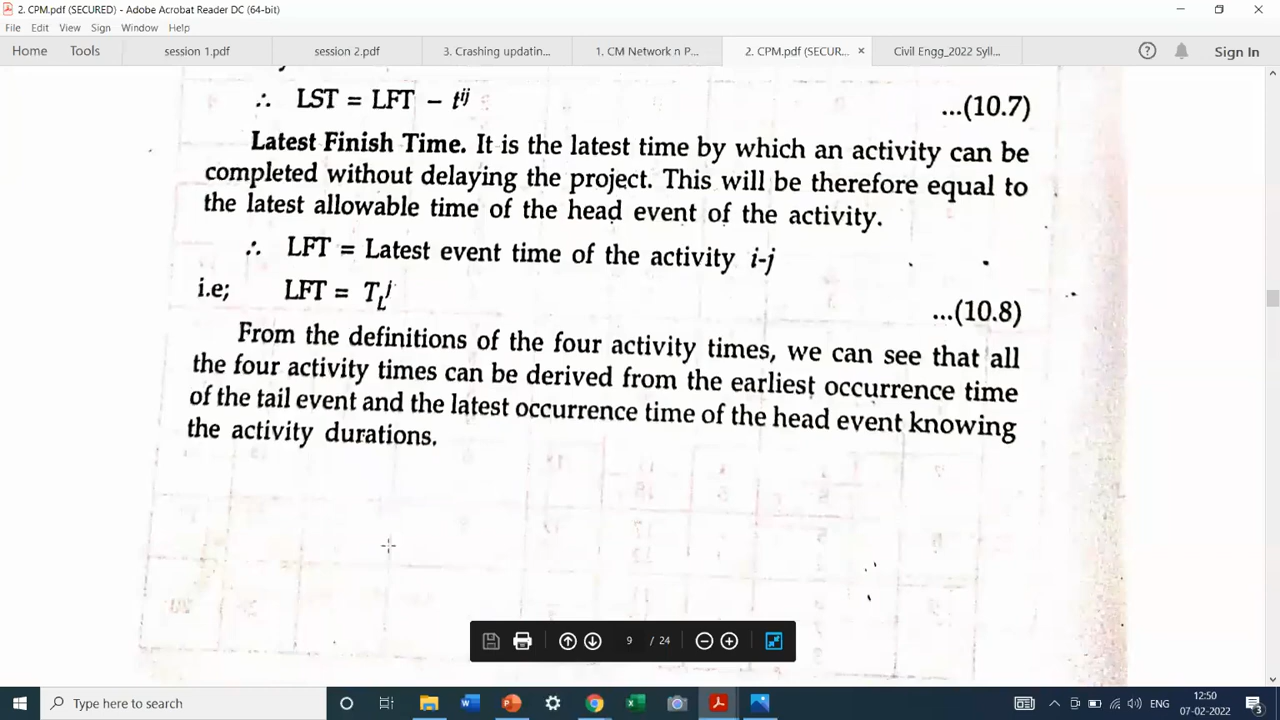 2. CPM.pdf (SECURED) - Adobe Acrobat Reader DC (64-bit)
File Edit View Sign Window Help
Home Tools session 1.pdf session 2.pdf 3. Crashing updatin... 1. CM Network n P... 2. CPM.pdf (SECUR... × Civil Engg_2022 Syll... Sign In
∴ LST = LFT – t^ij ...(10.7)
Latest Finish Time. It is the latest time by which an activity can be
completed without delaying the project. This will be therefore equal to
the latest allowable time of the head event of the activity.
∴ LFT = Latest event time of the activity i-j
i.e; LFT = T_L^j ...(10.8)
From the definitions of the four activity times, we can see that all
the four activity times can be derived from the earliest occurrence time
of the tail event and the latest occurrence time of the head event knowing
the activity durations.
9 / 24
Type here to search
ENG
12:50
07-02-2022
3